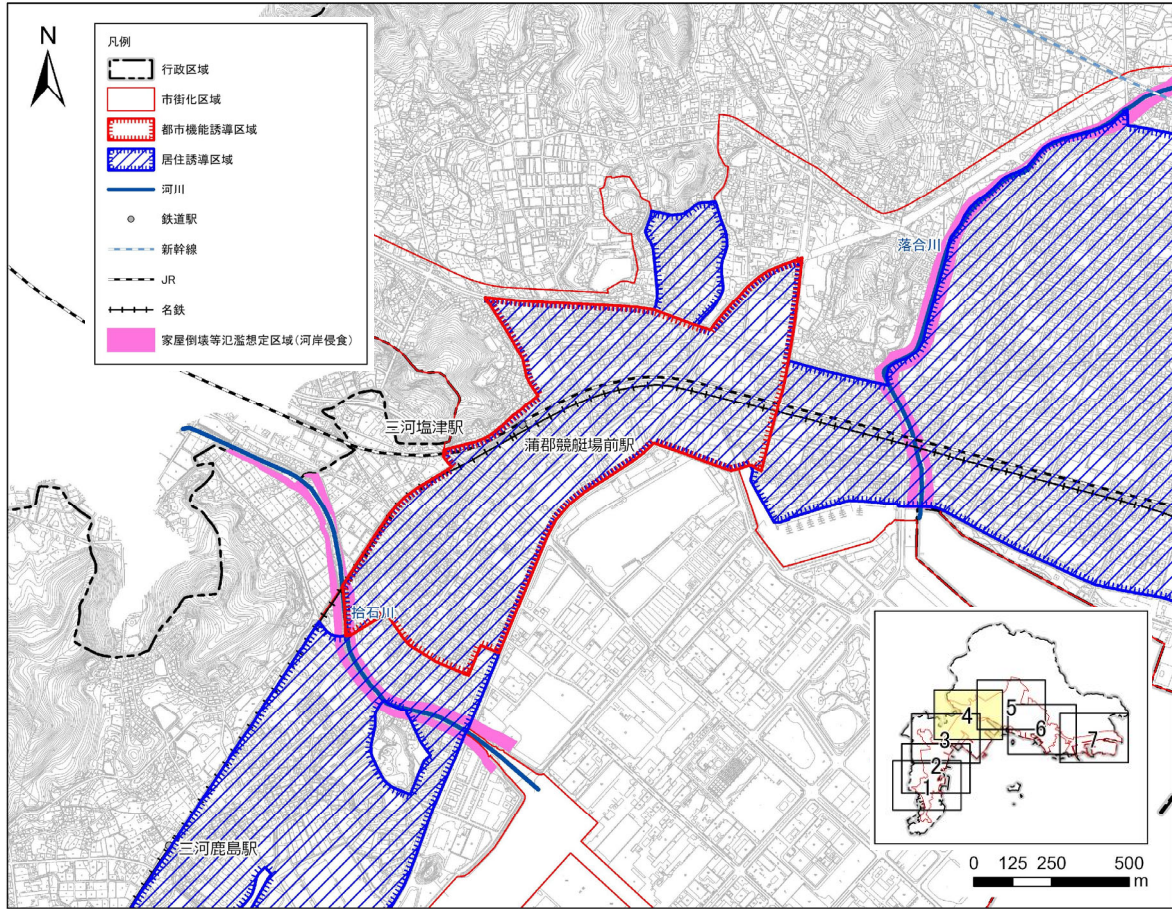 N
凡例
行政区域
市街化区域
都市機能誘導区域
居住誘導区域
河川
鉄道駅
新幹線
JR
名鉄
家屋倒壊等氾濫想定区域(河岸侵食)
落合川
三河塩津駅
蒲郡競艇場前駅
拾石川
三河鹿島駅
5
4
6
7
3
2
1
0 125 250 500
m